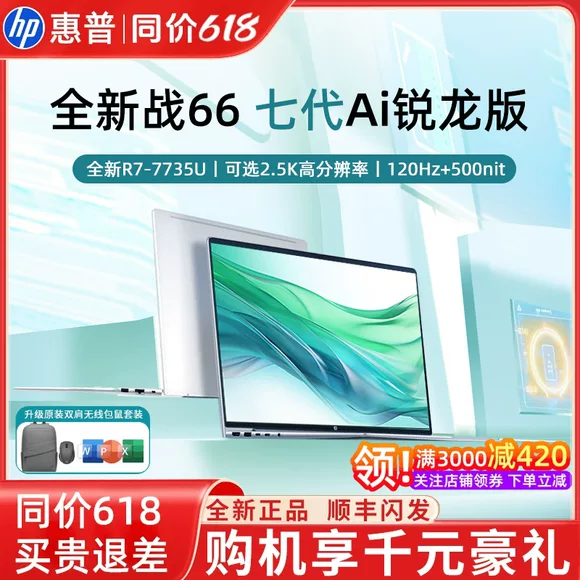 hp 惠普 同价618
全新战66 七代Ai锐龙版
全新R7-7735U | 可选2.5K高分辨率 | 120Hz+500nit
升级原装双肩无线包鼠套装
W P X
领! 满3000减420
关注店铺领券 下单立减
同价618
买贵退差
全新正品 顺丰闪发
购机享千元豪礼